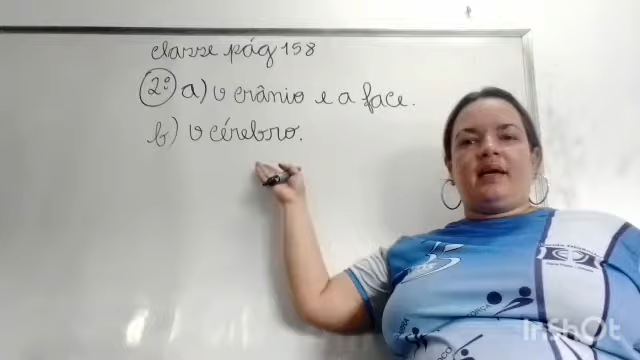 classe pág 158
2º a) o crânio e a face.
b) o cérebro.
InShOt